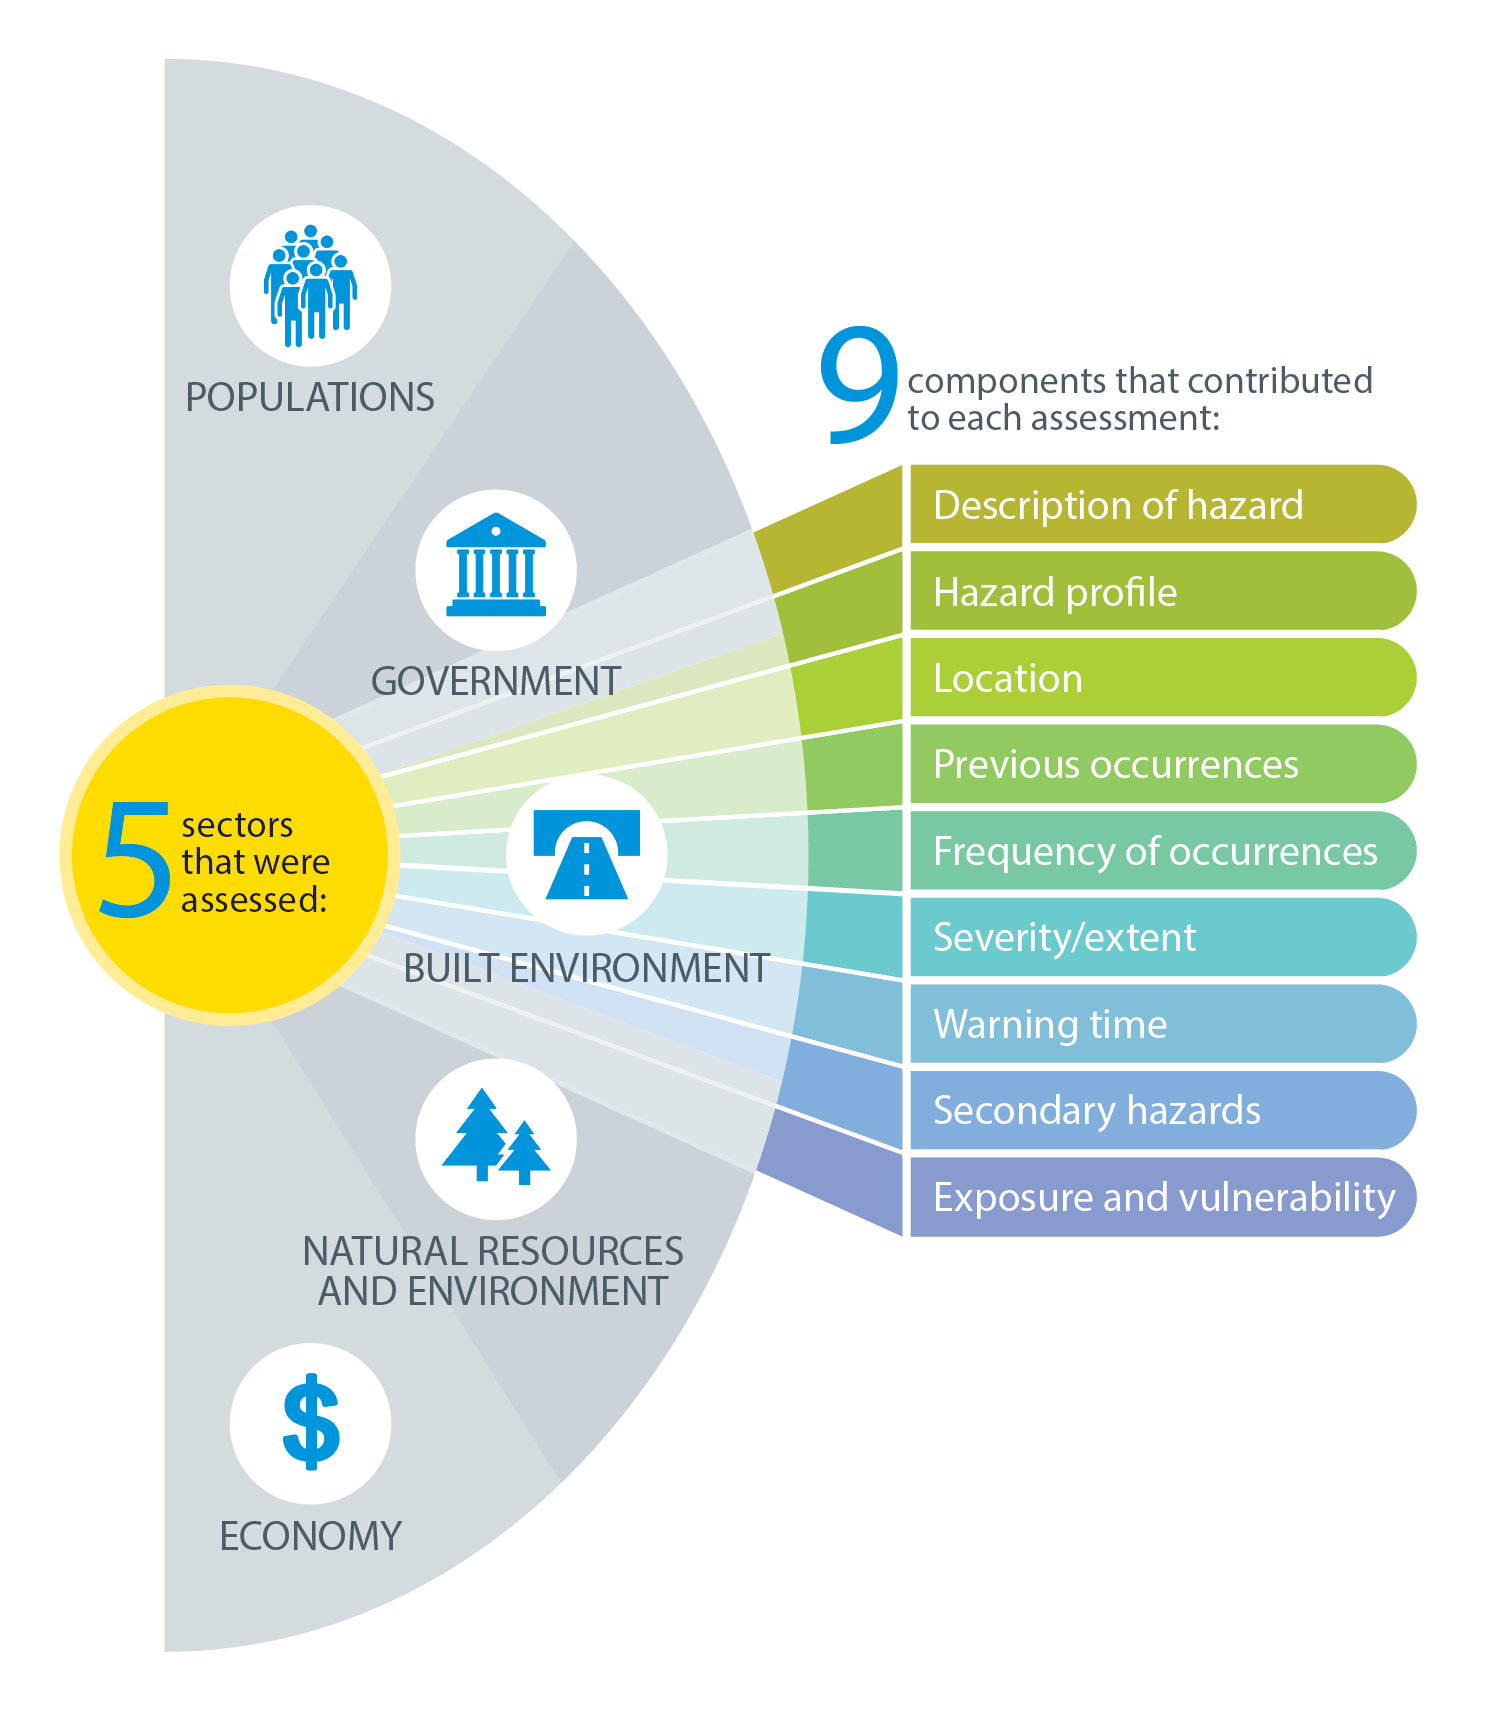 POPULATIONS
GOVERNMENT
5 sectors
that were
assessed:
BUILT ENVIRONMENT
NATURAL RESOURCES
AND ENVIRONMENT
$
ECONOMY
9 components that contributed
to each assessment:
Description of hazard
Hazard profile
Location
Previous occurrences
Frequency of occurrences
Severity/extent
Warning time
Secondary hazards
Exposure and vulnerability